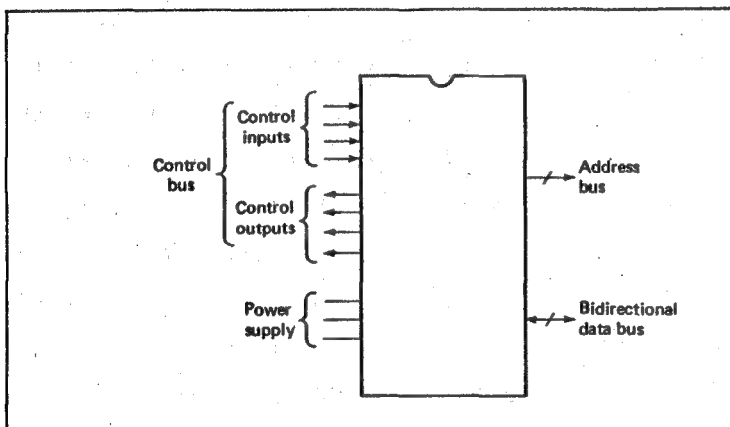 Control
inputs
Control
bus
Control
outputs
Power
supply
Address
bus
Bidirectional
data bus